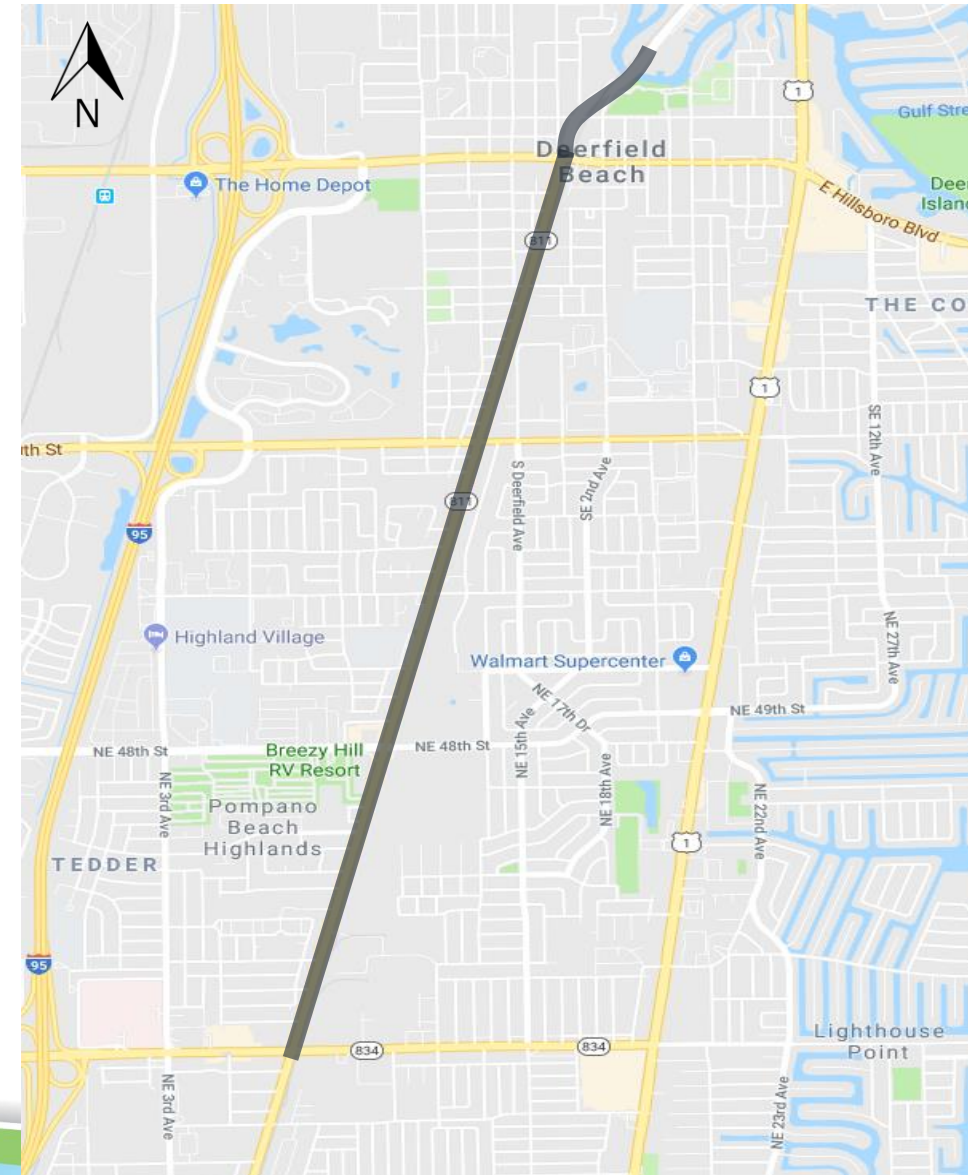 N
1
Gulf Stre
Deerfield
Beach
The Home Depot
Deer
Island
E Hillsboro Blvd
811
THE CO
1
SE 12th Ave
th St
S Deerfield Ave
SE 2nd Ave
811
95
Highland Village
NE 27th Ave
Walmart Supercenter
NE 17th Dr
NE 49th St
NE 48th St
Breezy Hill
RV Resort
NE 48th St
NE 15th Ave
NE 18th Ave
NE 3rd Ave
NE 22nd Ave
Pompano
Beach
Highlands
1
TEDDER
95
834
834
Lighthouse
Point
NE 3rd Ave
NE 23rd Ave